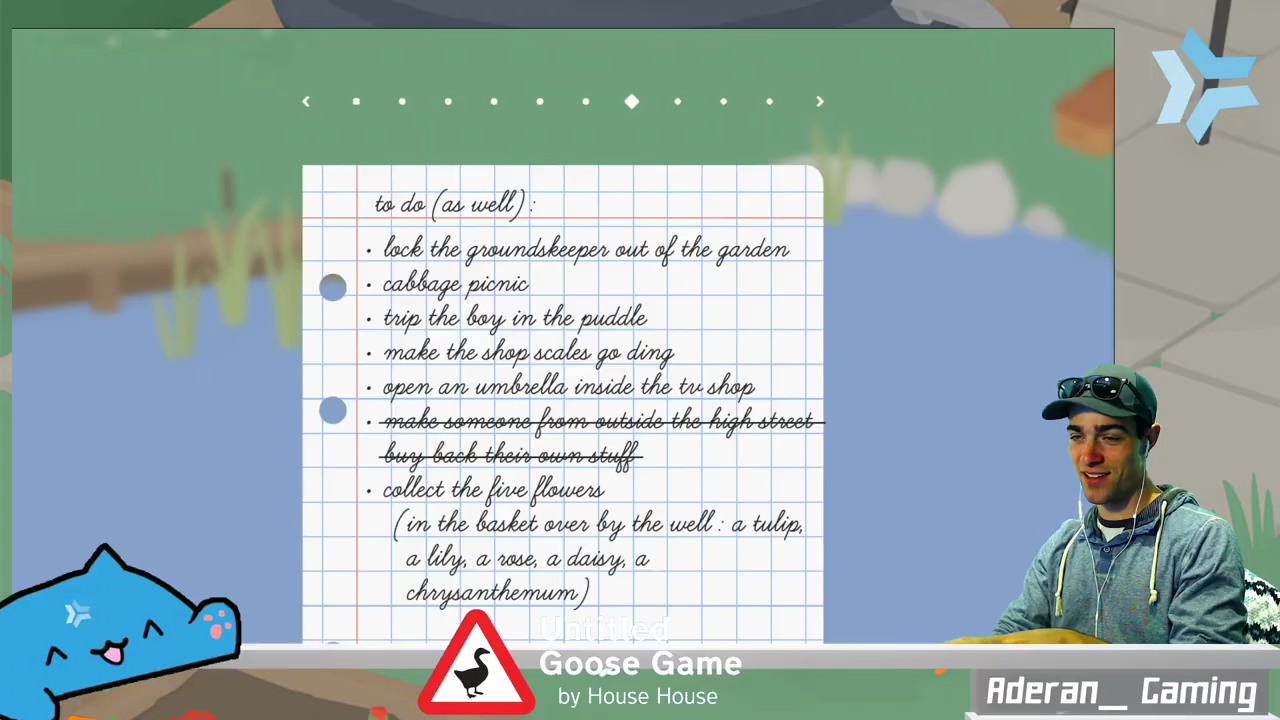 to do (as well) :
• lock the groundskeeper out of the garden
• cabbage picnic
• trip the boy in the puddle
• make the shop scales go ding
• open an umbrella inside the tv shop
• make someone from outside the high street
buy back their own stuff
• collect the five flowers
(in the basket over by the well : a tulip,
a lily, a rose, a daisy, a
chrysanthemum)
Untitled
Goose Game
by House House
Aderan_ Gaming